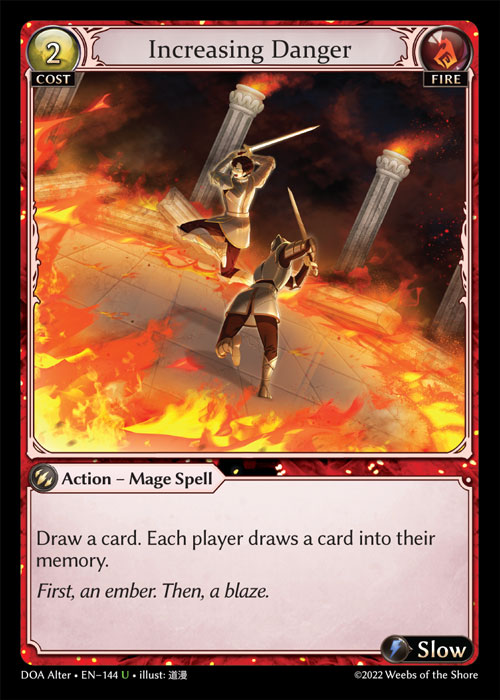 2
Increasing Danger
COST
FIRE
Action – Mage Spell
Draw a card. Each player draws a card into their
memory.
First, an ember. Then, a blaze.
Slow
DOA Alter • EN–144 U • illust: 道漫
©2022 Weebs of the Shore